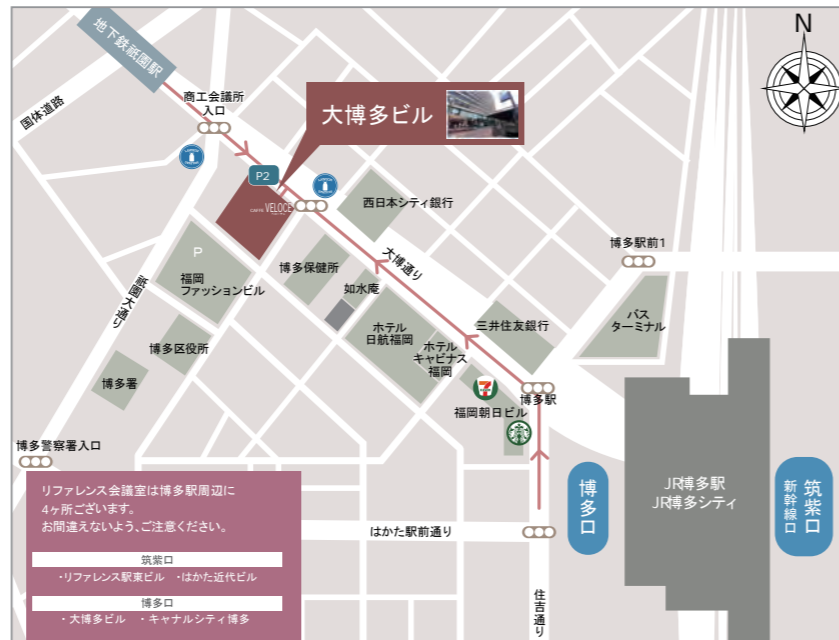 N
地下鉄祇園駅
国体道路
商工会議所
入口
大博多ビル
P2
CAFFÈ VELOCE
西日本シティ銀行
大博通り
博多駅前1
P
福岡
ファッションビル
博多保健所
如水庵
祇園大通り
博多区役所
博多署
ホテル
日航福岡
ホテル
キャビナス
福岡
三井住友銀行
バス
ターミナル
博多駅
福岡朝日ビル
博多警察署入口
博多口
JR博多駅
JR博多シティ
筑紫口
新幹線口
はかた駅前通り
住吉通り
リファレンス会議室は博多駅周辺に
4ヶ所ございます。
お間違えないよう、ご注意ください。
筑紫口
・リファレンス駅東ビル ・はかた近代ビル
博多口
・大博多ビル ・キャナルシティ博多